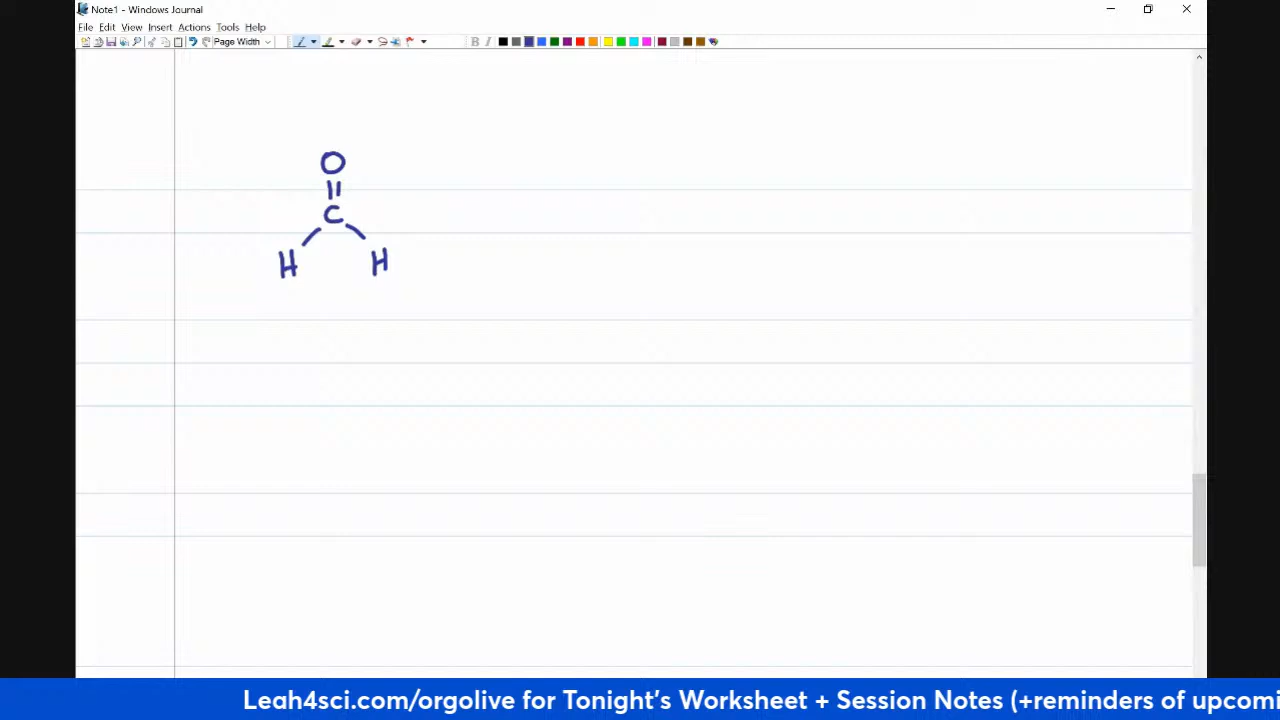 Note1 - Windows Journal
File Edit View Insert Actions Tools Help
Page Width B I
O
C
H H
Leah4sci.com/orgolive for Tonight's Worksheet + Session Notes (+reminders of upcomi